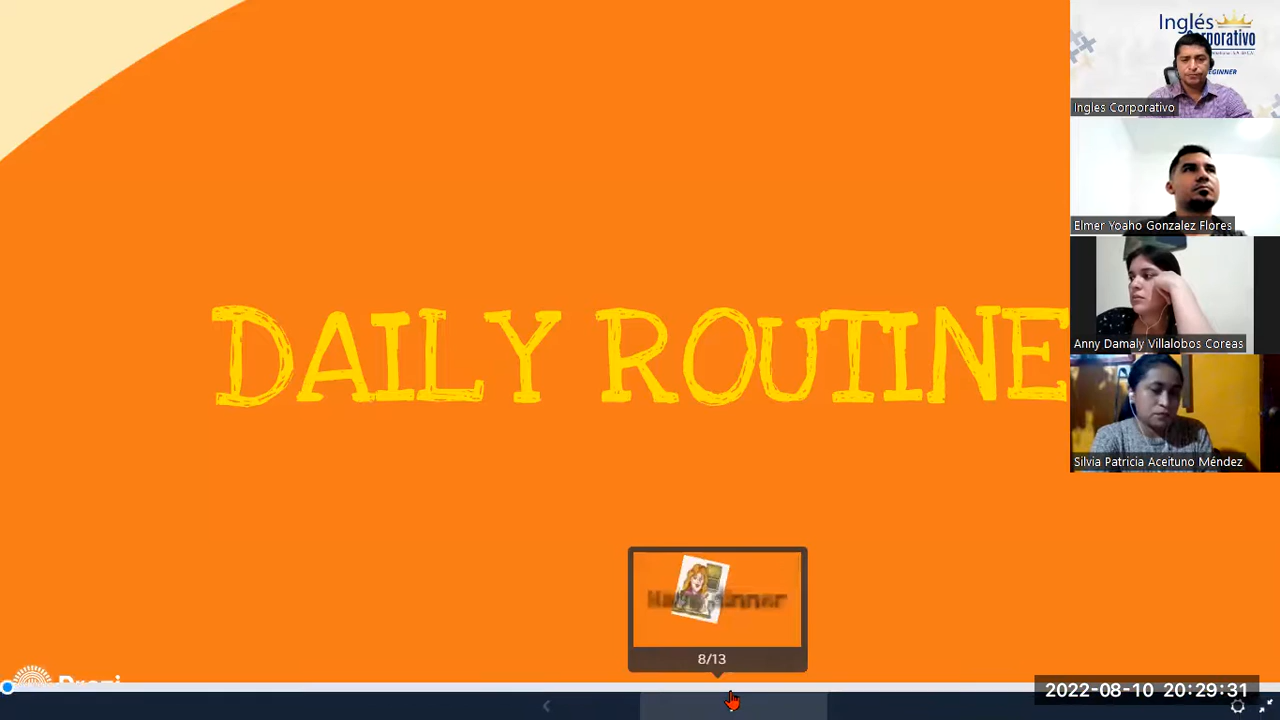 Inglés
Corporativo
Ingles Corporativo
Elmer Yoaho Gonzalez Flores
Anny Damaly Villalobos Coreas
Silvia Patricia Aceituno Méndez
DAILY ROUTINE
8/13
Prezi
2022-08-10 20:29:31